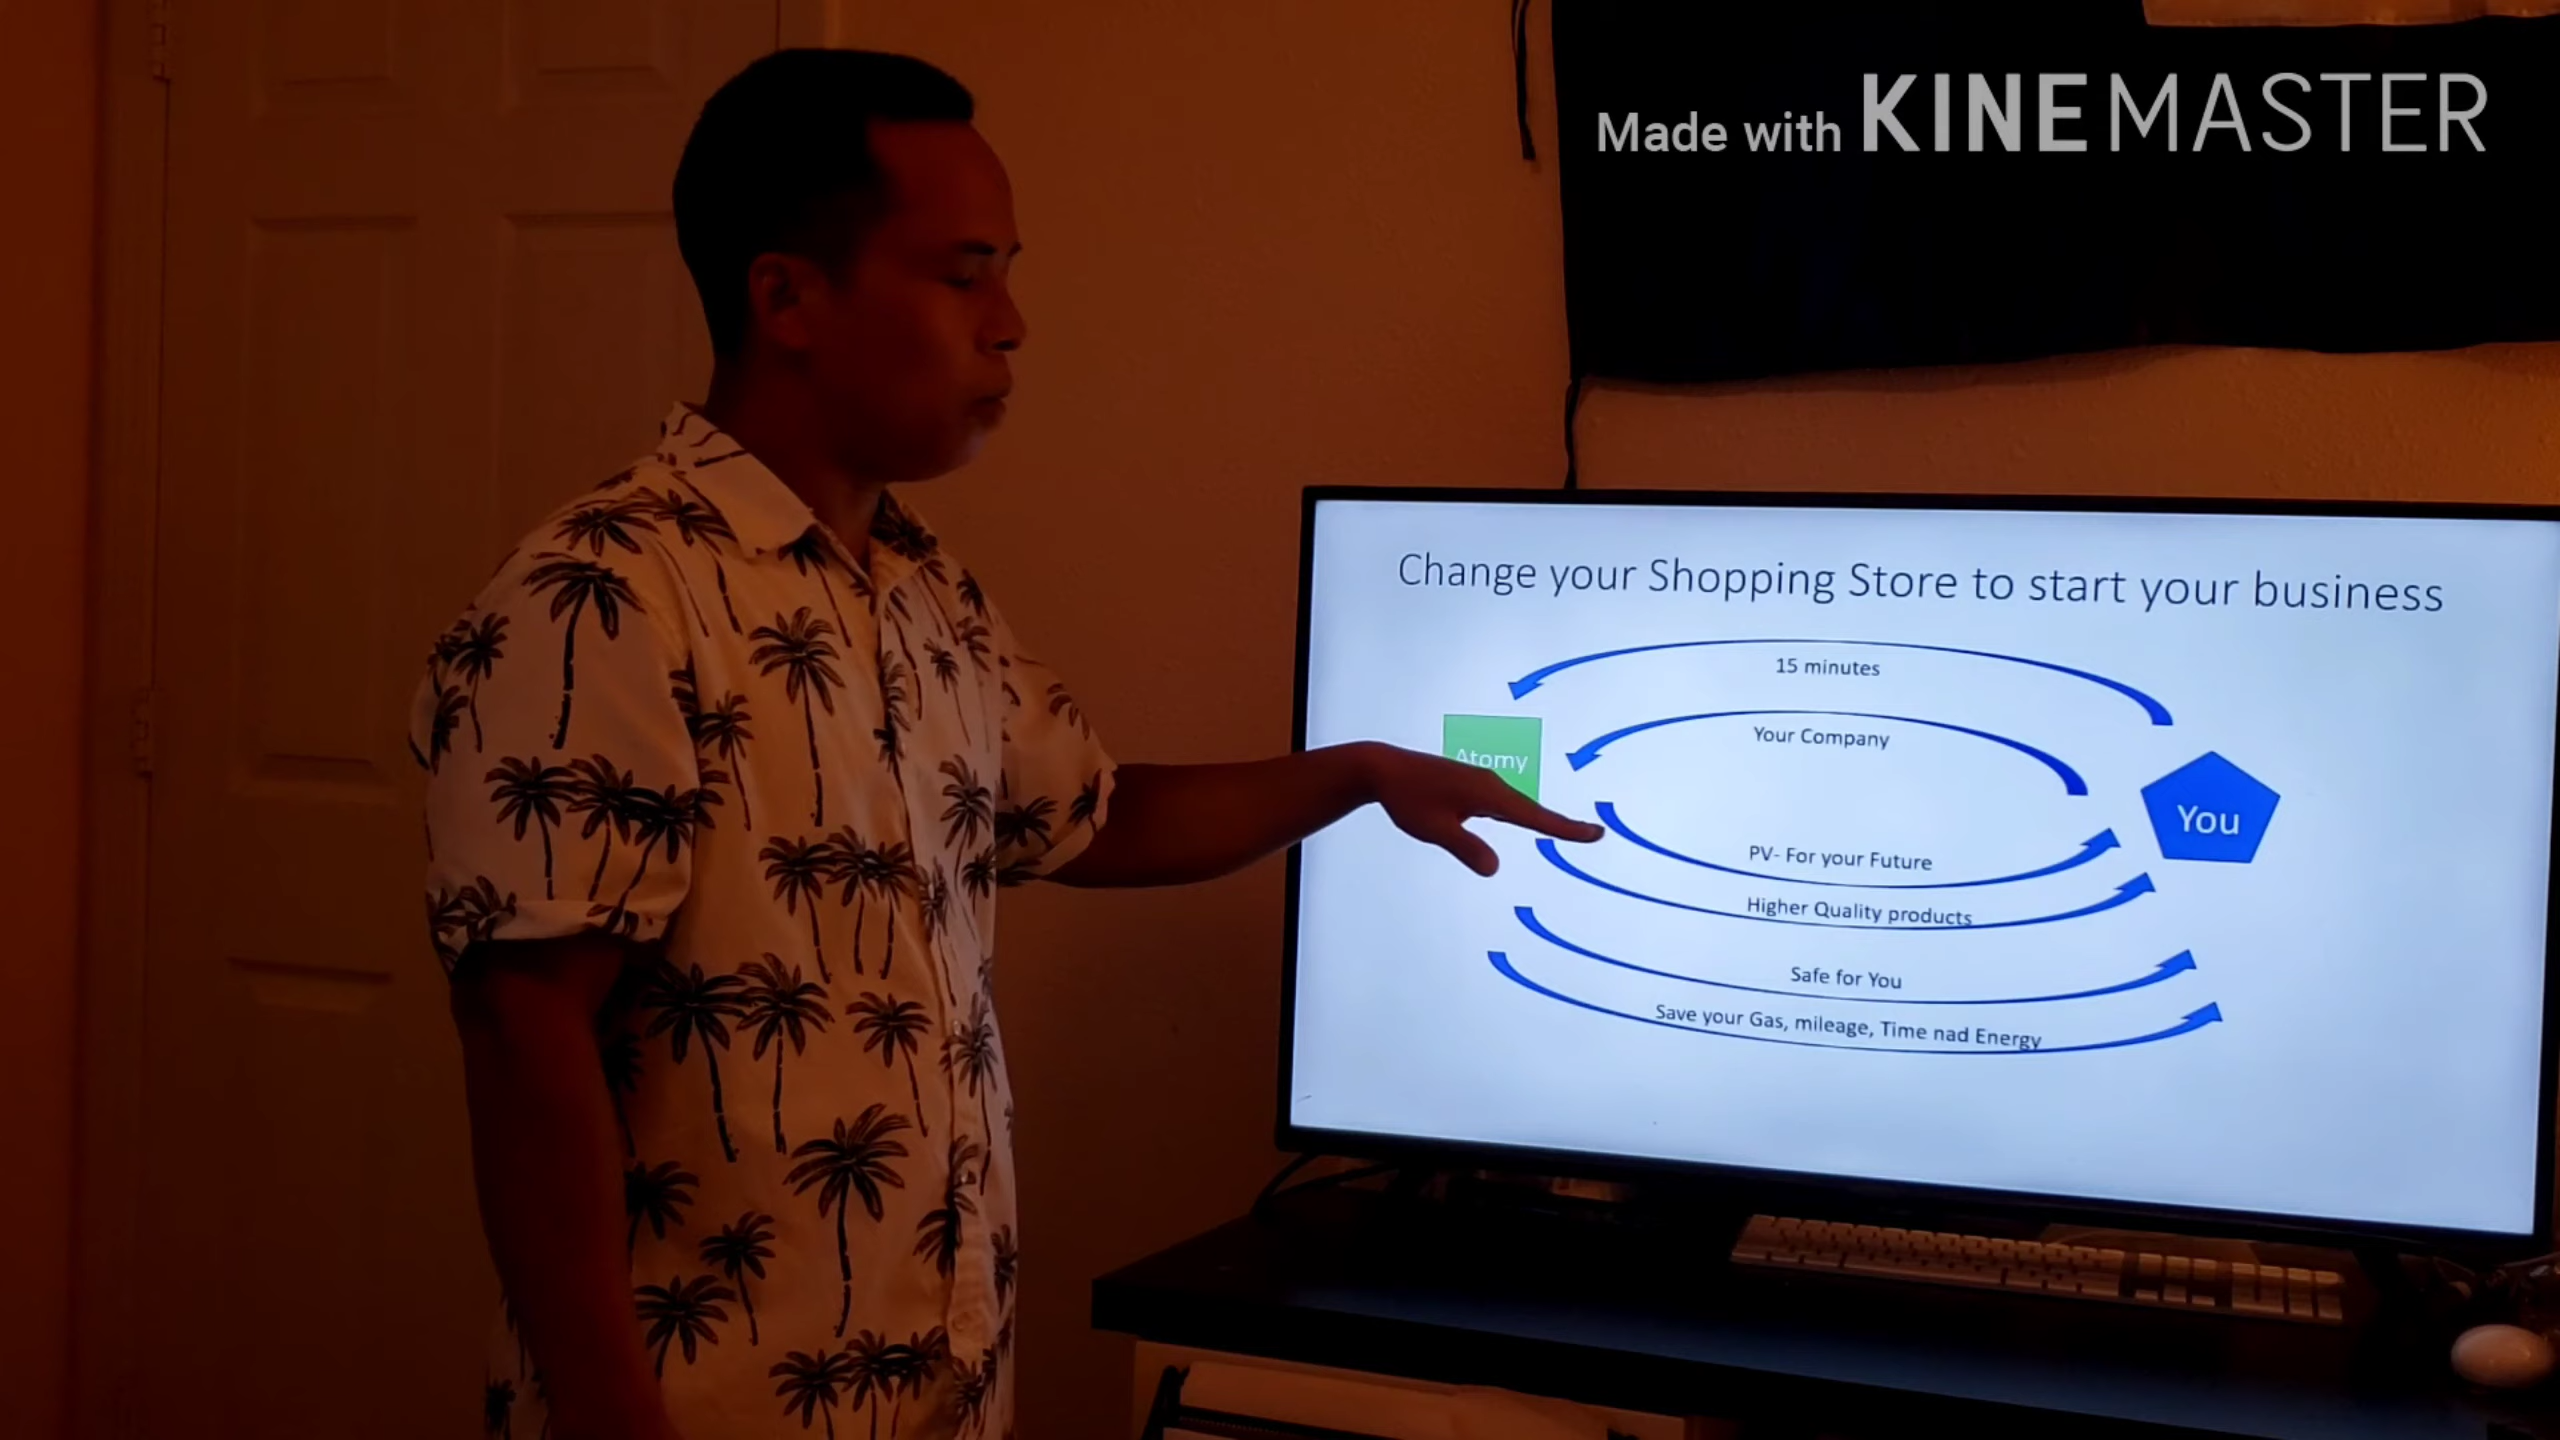 Made with KINEMASTER
Change your Shopping Store to start your business
15 minutes
Your Company
Atomy
You
PV- For your Future
Higher Quality products
Safe for You
Save your Gas, mileage, Time nad Energy